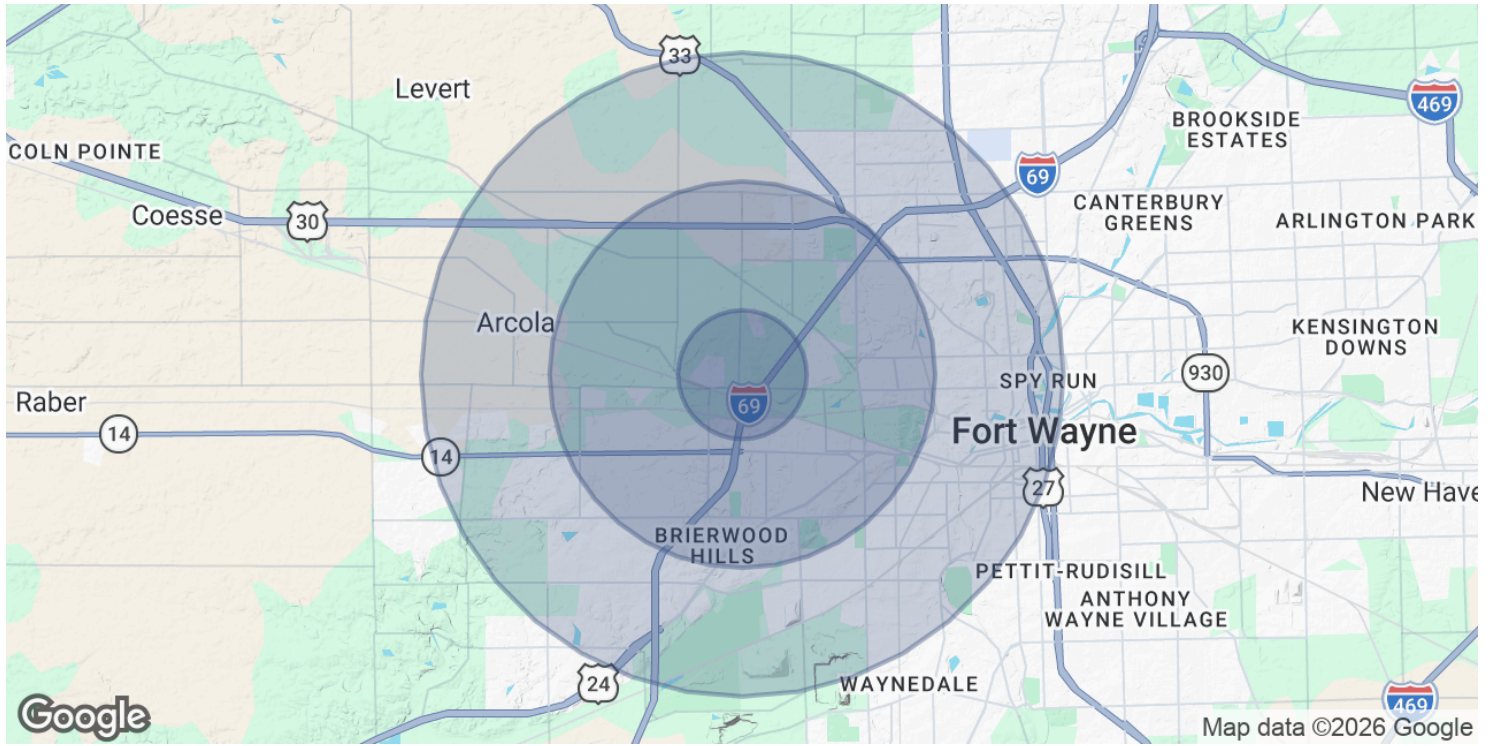 33
Levert
469
BROOKSIDE
ESTATES
COLN POINTE
69
CANTERBURY
GREENS
Coesse
30
ARLINGTON PARK
Arcola
KENSINGTON
DOWNS
SPY RUN
930
Raber
69
14
14
Fort Wayne
27
New Have
BRIERWOOD
HILLS
PETTIT-RUDISILL
ANTHONY
WAYNE VILLAGE
24
WAYNEDALE
469
Google
Map data ©2026 Google